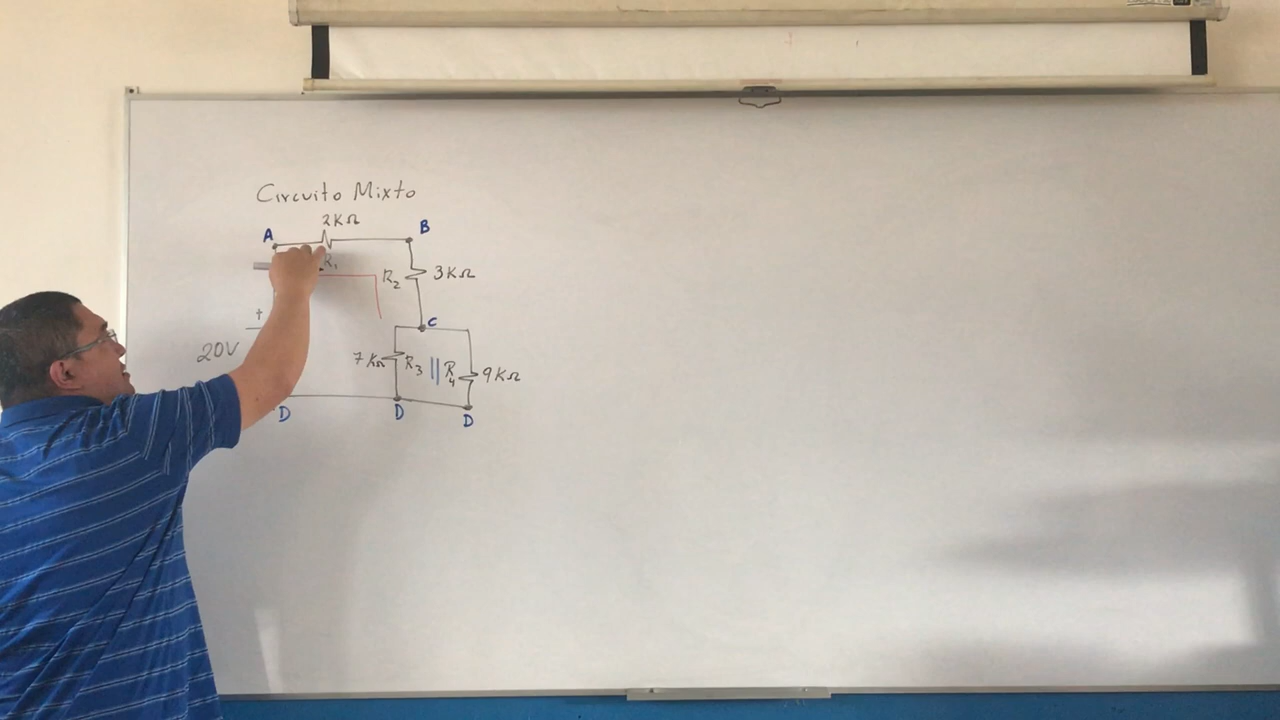 Circuito Mixto
2KΩ
A
B
R1
R2
3KΩ
+
C
20V
7KΩ
R3
||
R4
9KΩ
D
D
D